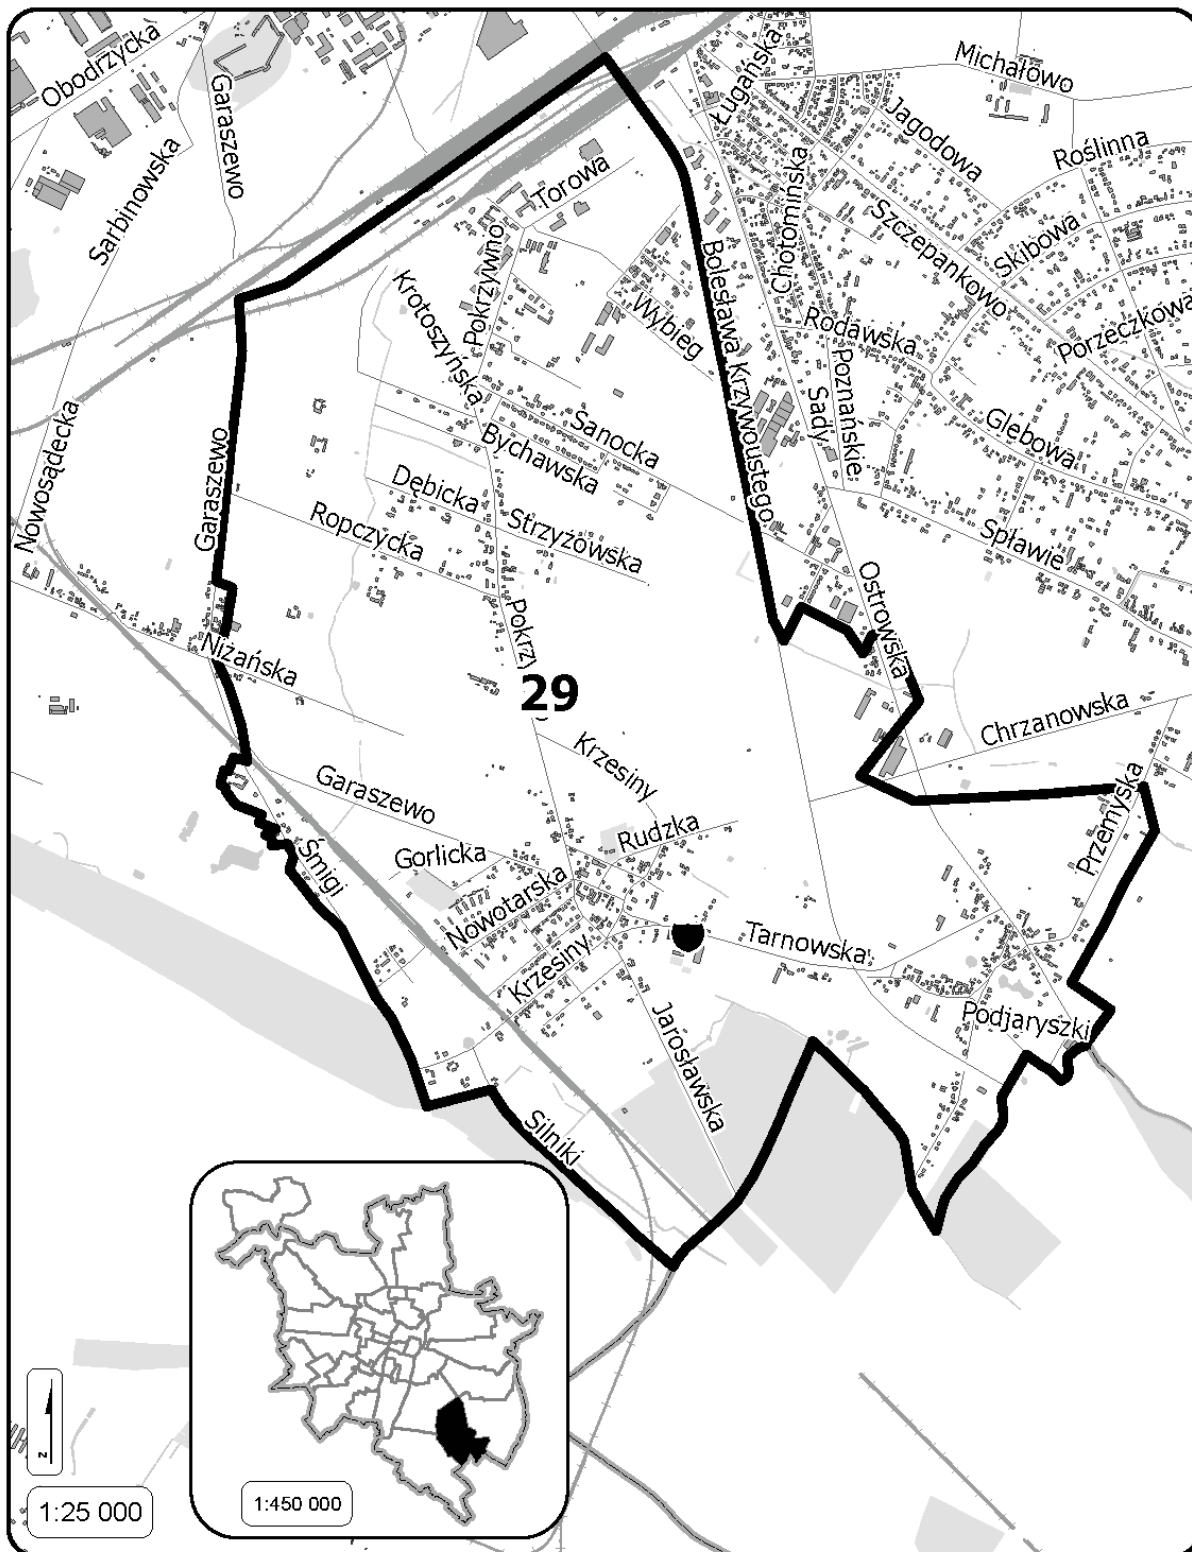 Obodrzycka
Garaszewo
Sarbinowska
Ługańska
Michałowo
Jagodowa
Roślinna
Chotomińska
Szczepankowo
Skibowa
Torowa
Pokrzywno
Krotoszyńska
Wybieg
Bolesława Krzywoustego
Rodawska
Porzeczkowa
Poznańskie
Sady
Głębowa
Sanocka
Bychawska
Nowosądecka
Garaszewo
Dębicka
Strzyżowska
Ropczycka
Spławie
Ostrowska
Niżańska
Pokrzy
29
Chrzanowska
Krzesiny
Garaszewo
Przemyska
Rudzka
Gorlicka
Śmigi
Nowotarska
Tarnowska
Krzesiny
Podjaryszki
Jarosławska
Silniki
N
1:25 000
1:450 000